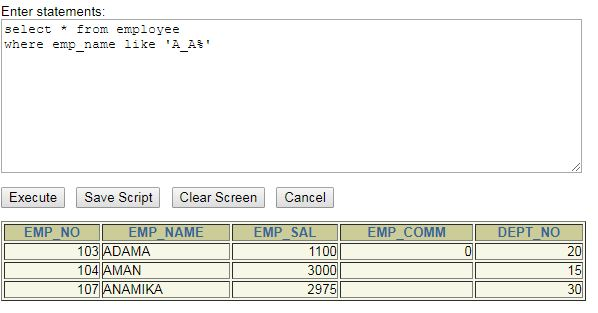 Enter statements:
select * from employee
where emp_name like 'A_A%'
Execute Save Script Clear Screen Cancel
EMP_NO EMP_NAME EMP_SAL EMP_COMM DEPT_NO
103 ADAMA 1100 0 20
104 AMAN 3000 15
107 ANAMIKA 2975 30